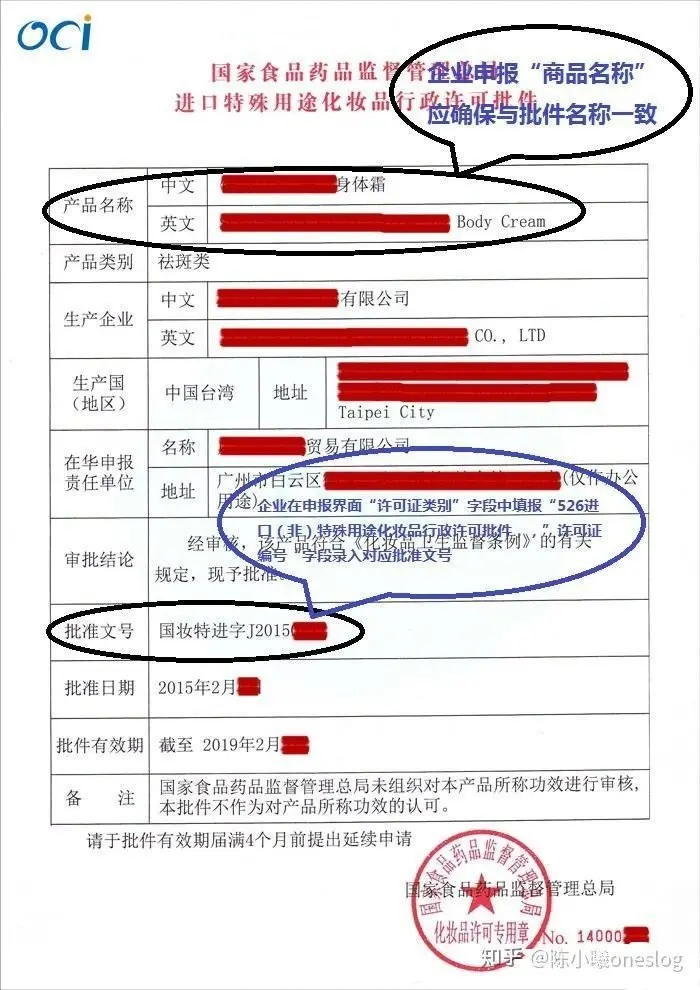 OCI
国家食品药品监督管理总局
进口特殊用途化妆品行政许可批件
企业申报“商品名称”
应确保与批件名称一致
产品名称
中文
身体霜
英文
Body Cream
产品类别
祛斑类
生产企业
中文
有限公司
英文
CO., LTD
生产国
（地区）
中国台湾
地址
Taipei City
在华申报
责任单位
名称
贸易有限公司
地址
广州市白云区
(仅作办公
用途)
企业在申报界面“许可证类别”字段中填报“526进
口（非）特殊用途化妆品行政许可批件
，”许可证
编号“字段录入对应批准文号
审批结论
经审核，该产品符合《化妆品卫生监督条例》的有关
规定，现予批准。
批准文号
国妆特进字J2015
批准日期
2015年2月
批件有效期
截至 2019年2月
备 注
国家食品药品监督管理总局未组织对本产品所称功效进行审核，
本批件不作为对产品所称功效的认可。
请于批件有效期届满4个月前提出延续申请
国家食品药品监督管理总局
国家食品药品监督管理总局
化妆品许可专用章
No. 14000
知乎 @陈小曦oneslog